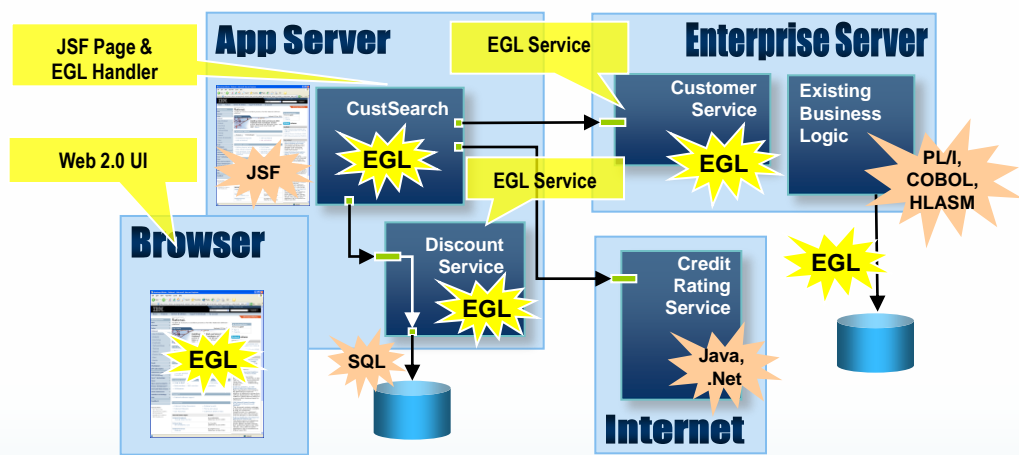 JSF Page &
EGL Handler
App Server
EGL Service
Enterprise Server
CustSearch
EGL
JSF
Customer
Service
EGL
Existing
Business
Logic
PL/I,
COBOL,
HLASM
Web 2.0 UI
EGL Service
Browser
EGL
Discount
Service
EGL
SQL
Credit
Rating
Service
Java,
.Net
Internet
EGL